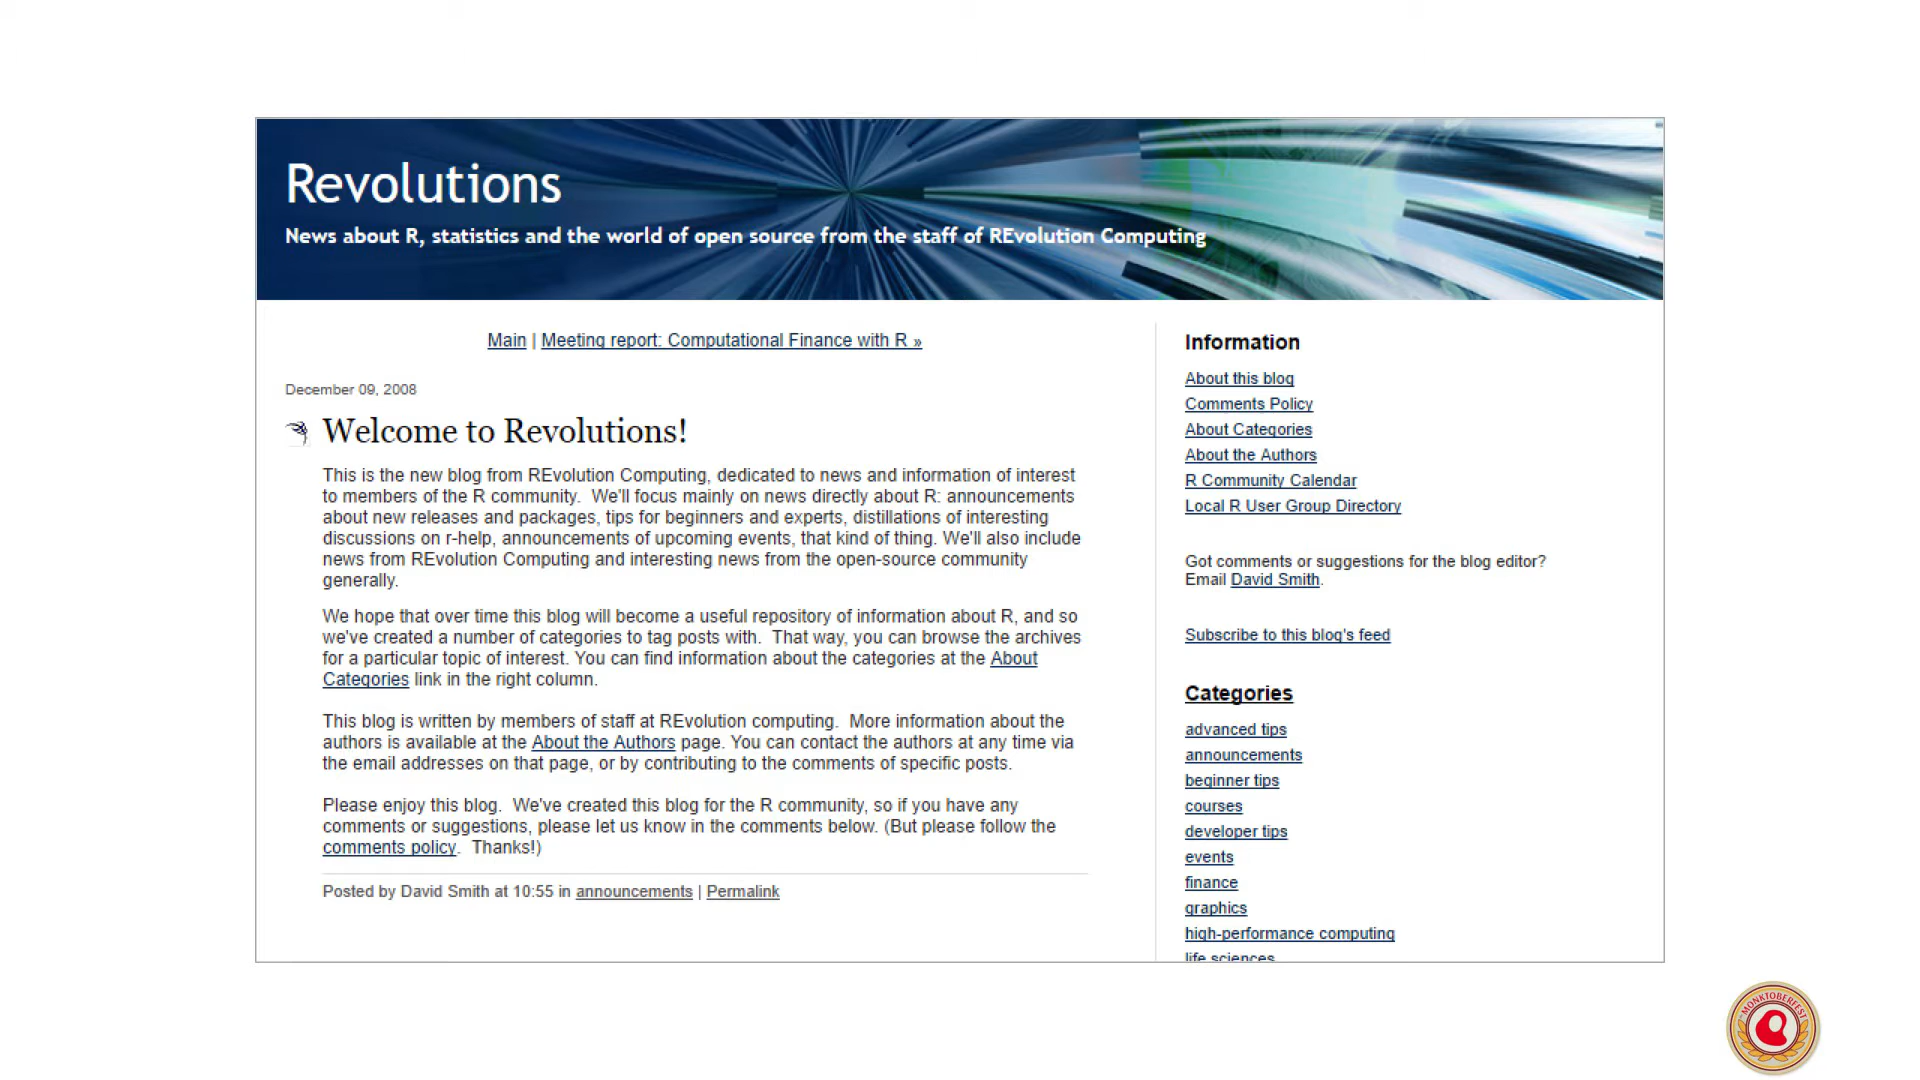 Revolutions
News about R, statistics and the world of open source from the staff of REvolution Computing
Main | Meeting report: Computational Finance with R »
December 09, 2008
Welcome to Revolutions!
This is the new blog from REvolution Computing, dedicated to news and information of interest
to members of the R community.  We'll focus mainly on news directly about R: announcements
about new releases and packages, tips for beginners and experts, distillations of interesting
discussions on r-help, announcements of upcoming events, that kind of thing. We'll also include
news from REvolution Computing and interesting news from the open-source community
generally.
We hope that over time this blog will become a useful repository of information about R, and so
we've created a number of categories to tag posts with.  That way, you can browse the archives
for a particular topic of interest. You can find information about the categories at the About
Categories link in the right column.
This blog is written by members of staff at REvolution computing.  More information about the
authors is available at the About the Authors page. You can contact the authors at any time via
the email addresses on that page, or by contributing to the comments of specific posts.
Please enjoy this blog.  We've created this blog for the R community, so if you have any
comments or suggestions, please let us know in the comments below. (But please follow the
comments policy.  Thanks!)
Posted by David Smith at 10:55 in announcements | Permalink
Information
About this blog
Comments Policy
About Categories
About the Authors
R Community Calendar
Local R User Group Directory
Got comments or suggestions for the blog editor?
Email David Smith.
Subscribe to this blog's feed
Categories
advanced tips
announcements
beginner tips
courses
developer tips
events
finance
graphics
high-performance computing
life sciences
MONKTOBERFEST